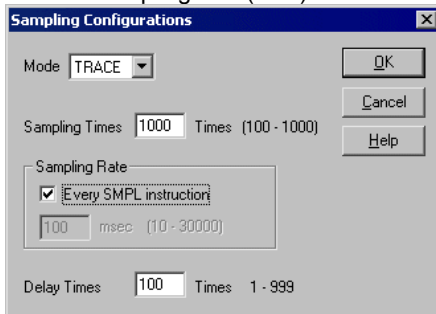 Sampling Configurations
Mode TRACE
OK
Cancel
Sampling Times 1000 Times (100 - 1000)
Help
Sampling Rate
Every SMPL instruction
100 msec (10 - 30000)
Delay Times 100 Times 1 - 999